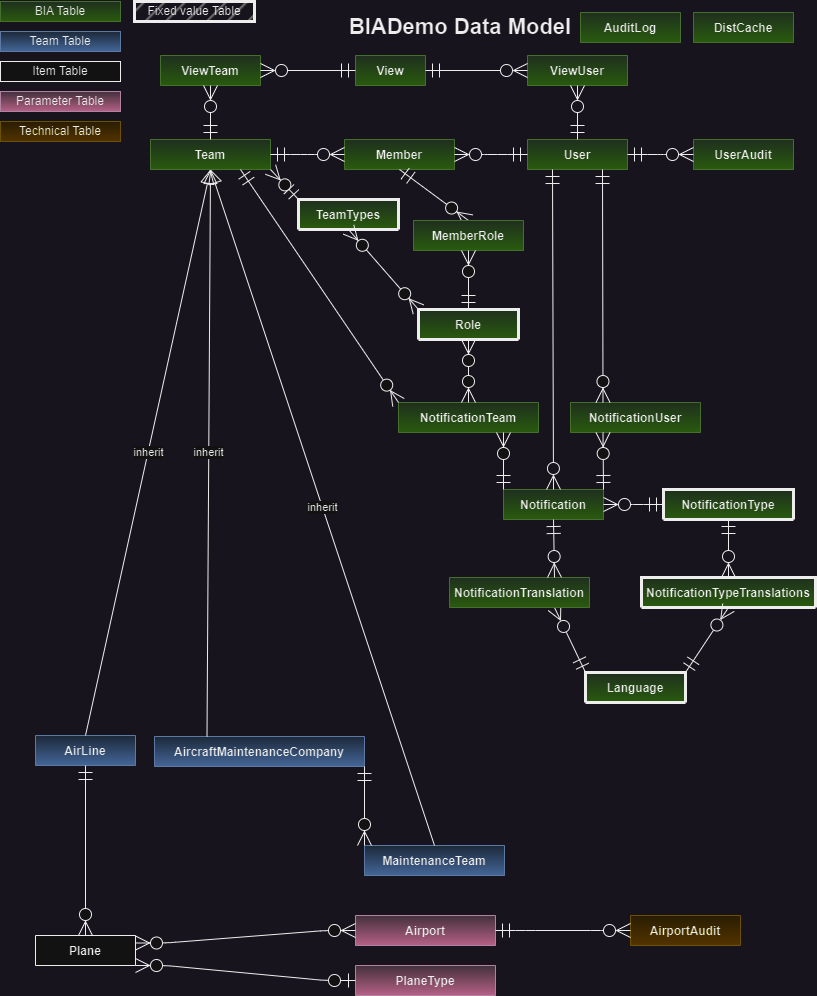 BIA Table
Fixed value Table
BIADemo Data Model
AuditLog
DistCache
Team Table
Item Table
Parameter Table
Technical Table
ViewTeam
View
ViewUser
Team
Member
User
UserAudit
TeamTypes
MemberRole
Role
NotificationTeam
NotificationUser
inherit
inherit
inherit
Notification
NotificationType
NotificationTranslation
NotificationTypeTranslations
Language
AirLine
AircraftMaintenanceCompany
MaintenanceTeam
Plane
Airport
AirportAudit
PlaneType